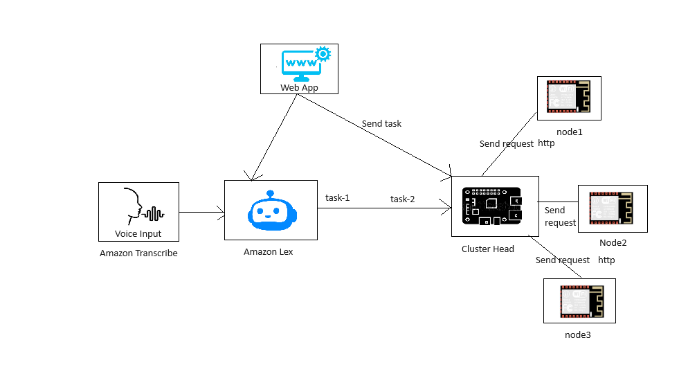 www
Web App
Send task
node1
Send request http
Voice Input
Amazon Transcribe
task-1
task-2
Amazon Lex
Cluster Head
Send
request
Node2
Send request http
node3